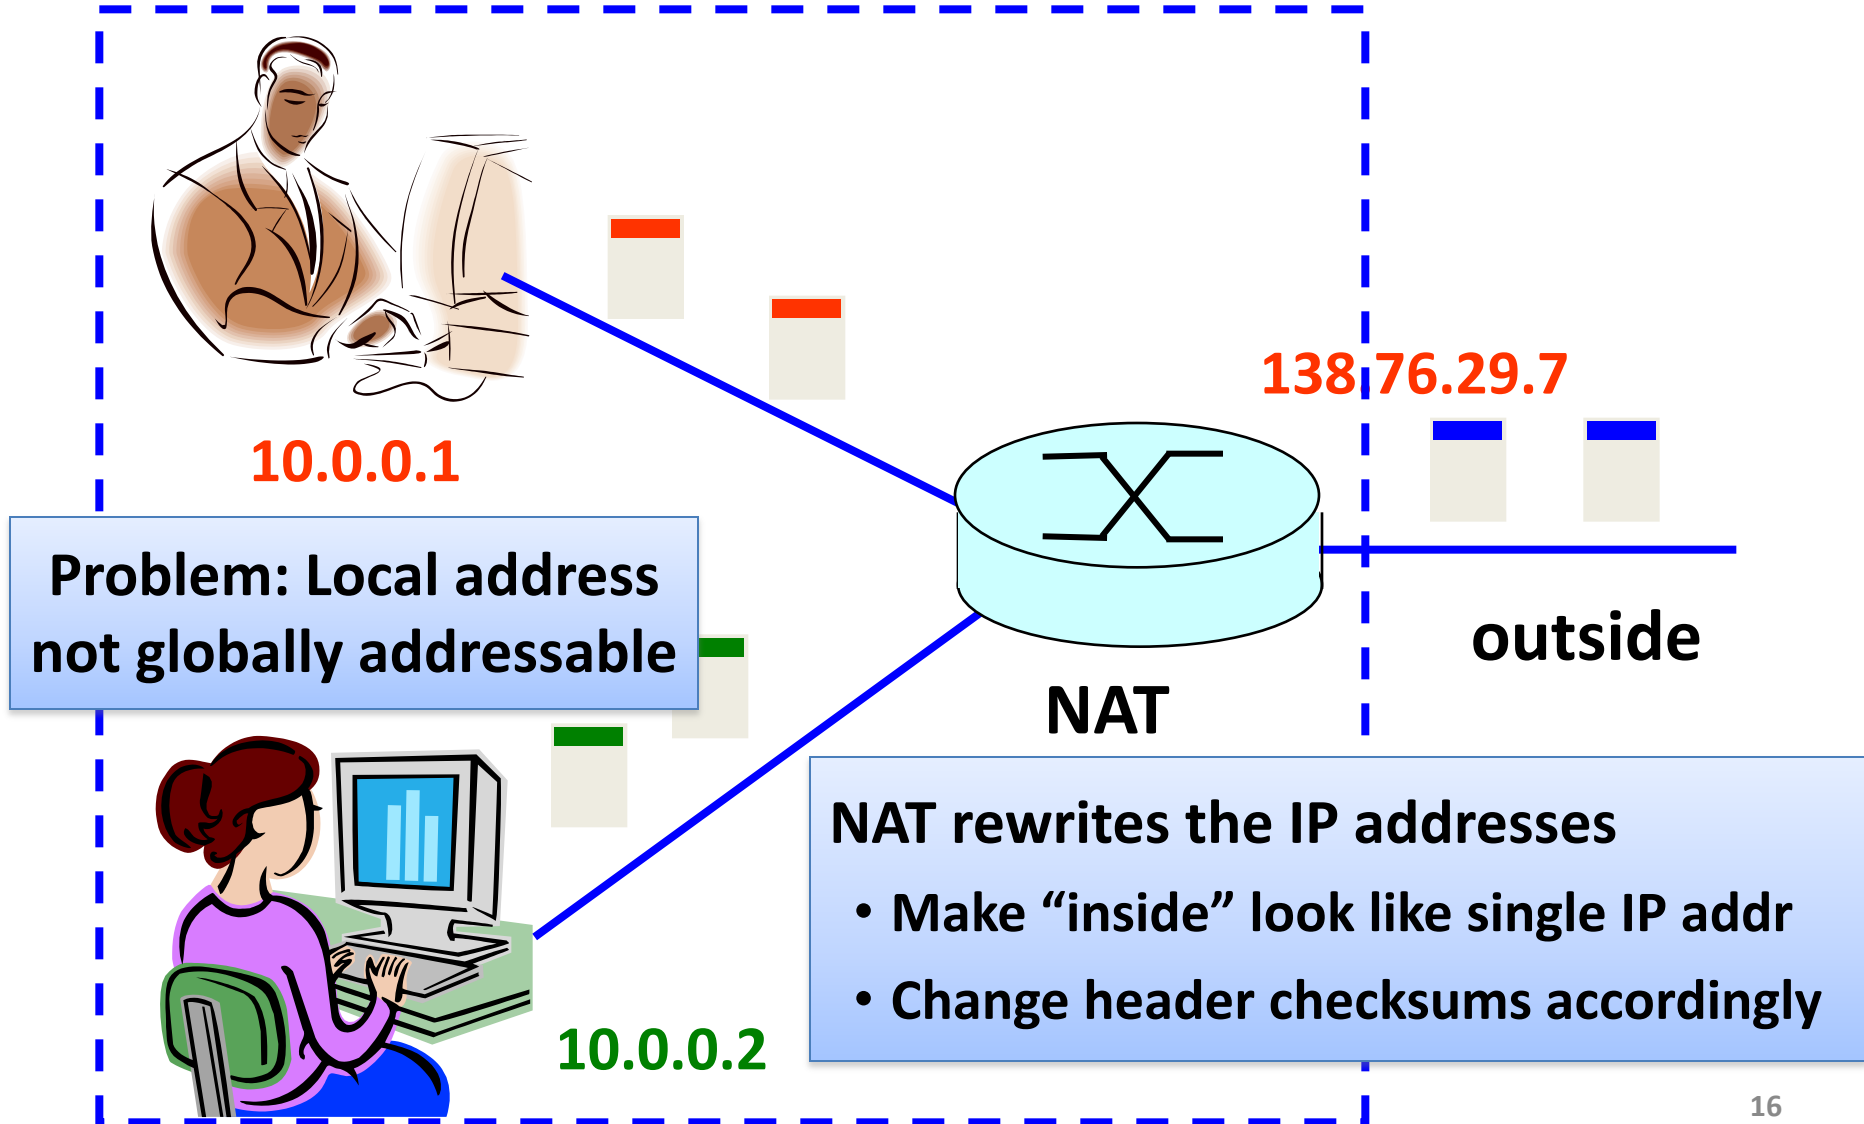 138.76.29.7
10.0.0.1
Problem: Local address
not globally addressable
outside
NAT
NAT rewrites the IP addresses
• Make “inside” look like single IP addr
• Change header checksums accordingly
10.0.0.2
16